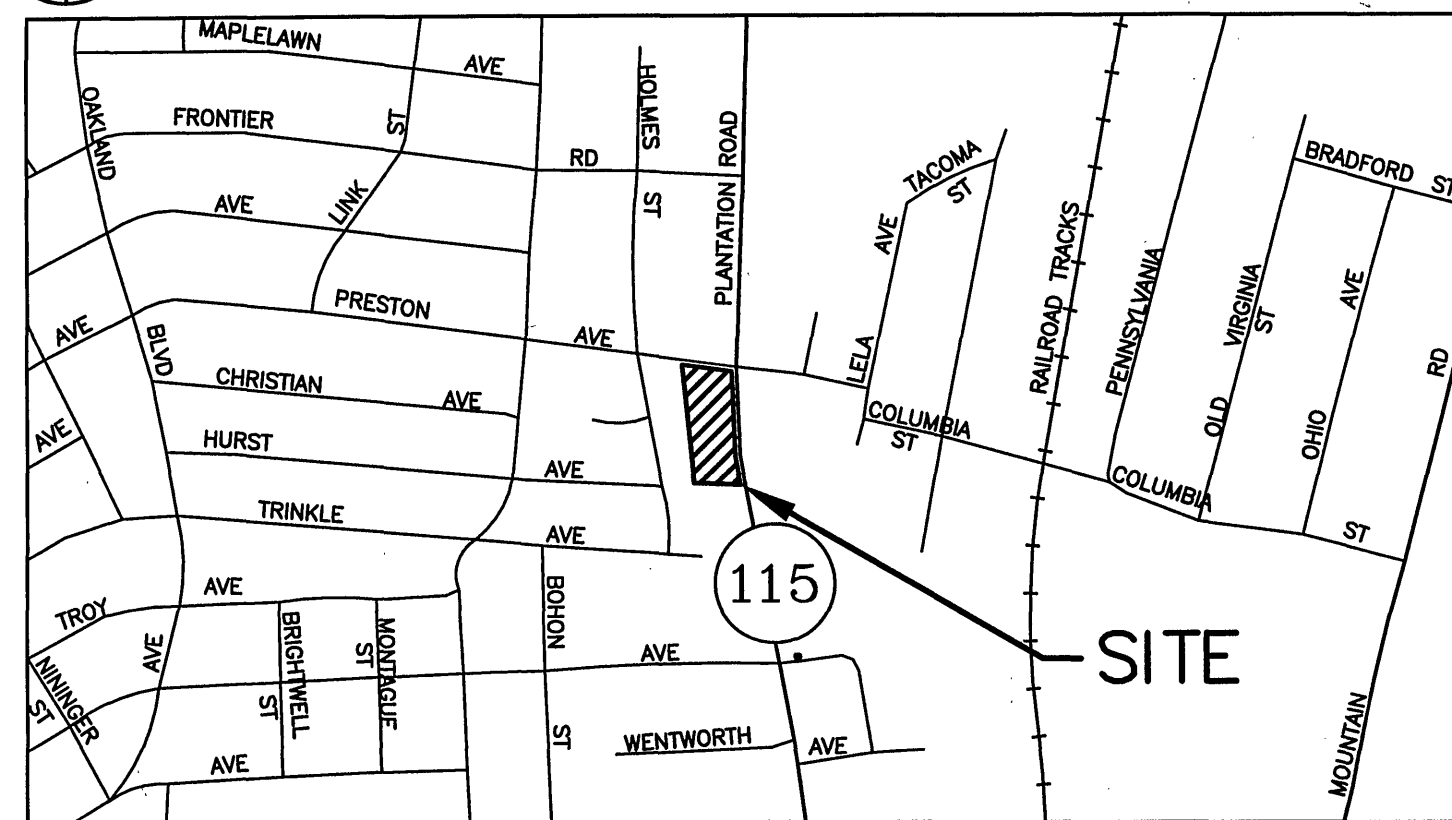 MAPLELAWN
AVE
OAKLAND
FRONTIER
ST
HOLMES
RD
PLANTATION ROAD
TACOMA
ST
BRADFORD ST
AVE
LINK
ST
AVE
RAILROAD TRACKS
PENNSYLVANIA
VIRGINIA
ST
AVE
PRESTON
AVE
AVE
BLVD
LELA
RD
CHRISTIAN
AVE
COLUMBIA
ST
OLD
OHIO
AVE
HURST
AVE
COLUMBIA
TRINKLE
AVE
ST
115
AVE
TROY
BOHON
BRIGHTWELL
MONTAGUE
ST
AVE
AVE
SITE
NININGER
ST
ST
ST
WENTWORTH
AVE
AVE
MOUNTAIN